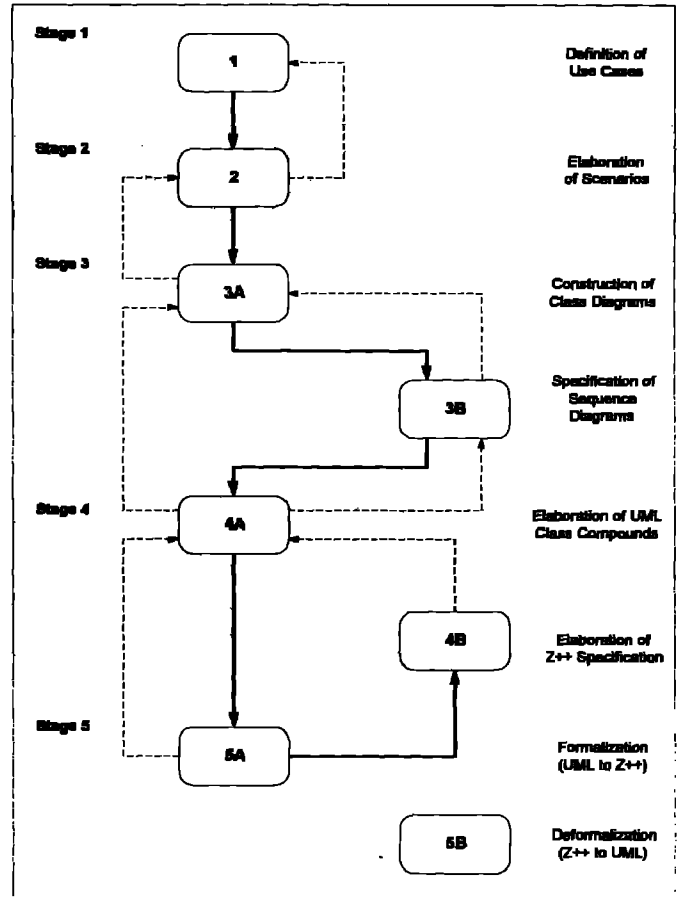 Stage 1
1
Definition of
Use Cases
Stage 2
2
Elaboration
of Scenarios
Stage 3
3A
Construction of
Class Diagrams
3B
Specification of
Sequence
Diagrams
Stage 4
4A
Elaboration of UML
Class Compounds
4B
Elaboration of
Z++ Specification
Stage 5
5A
Formalization
(UML to Z++)
5B
Deformalization
(Z++ to UML)